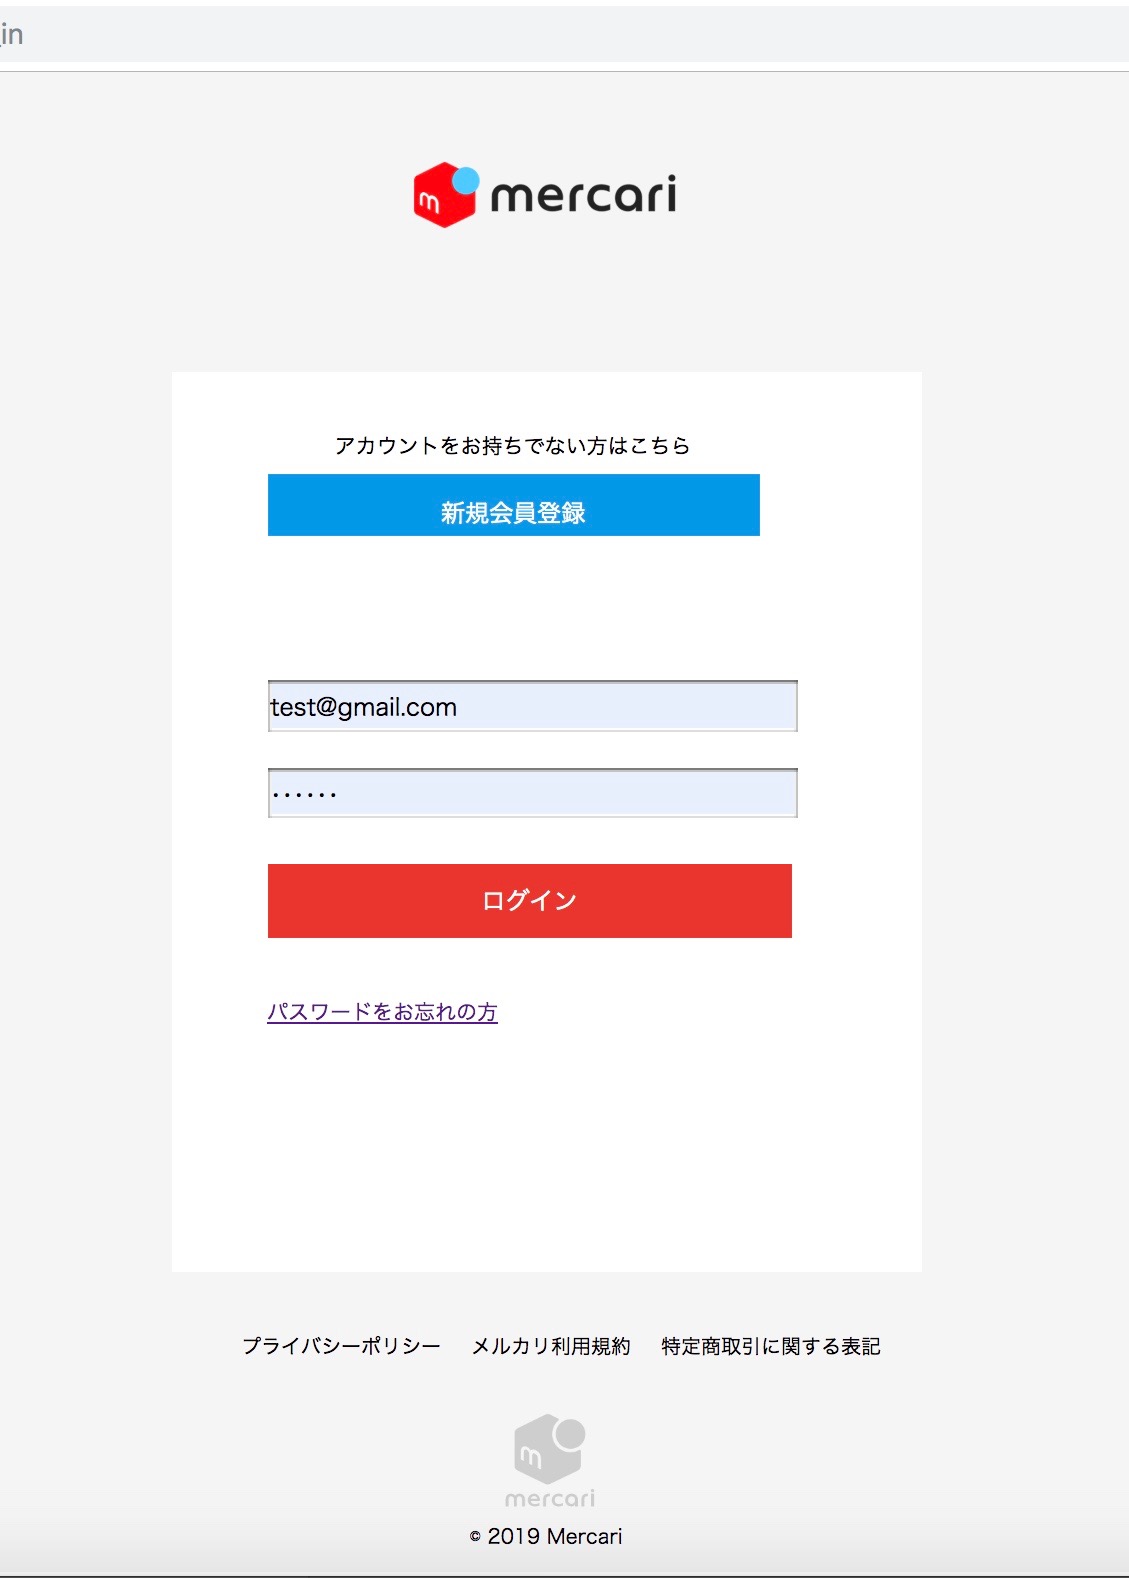 in
mercari
アカウントをお持ちでない方はこちら
新規会員登録
test@gmail.com
······
ログイン
パスワードをお忘れの方
プライバシーポリシー メルカリ利用規約 特定商取引に関する表記
mercari
© 2019 Mercari